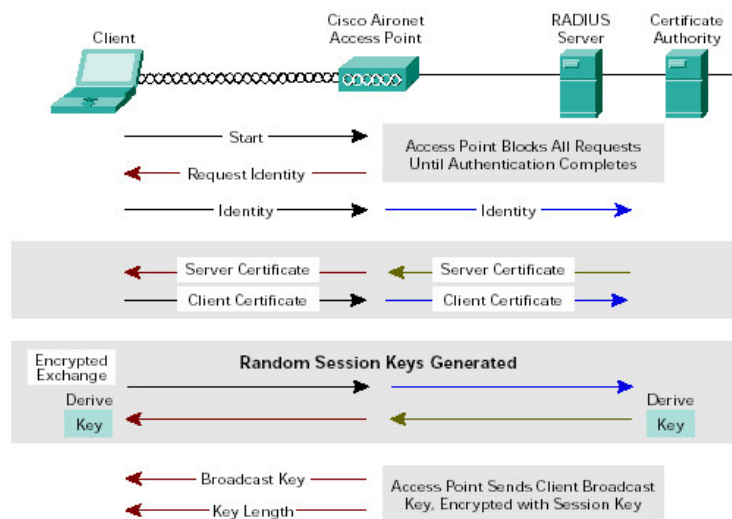 Client
Cisco Aironet
Access Point
RADIUS
Server
Certificate
Authority
Start
Access Point Blocks All Requests
Until Authentication Completes
Request Identity
Identity
Identity
Server Certificate
Server Certificate
Client Certificate
Client Certificate
Encrypted
Exchange
Random Session Keys Generated
Derive
Key
Derive
Key
Broadcast Key
Access Point Sends Client Broadcast
Key, Encrypted with Session Key
Key Length